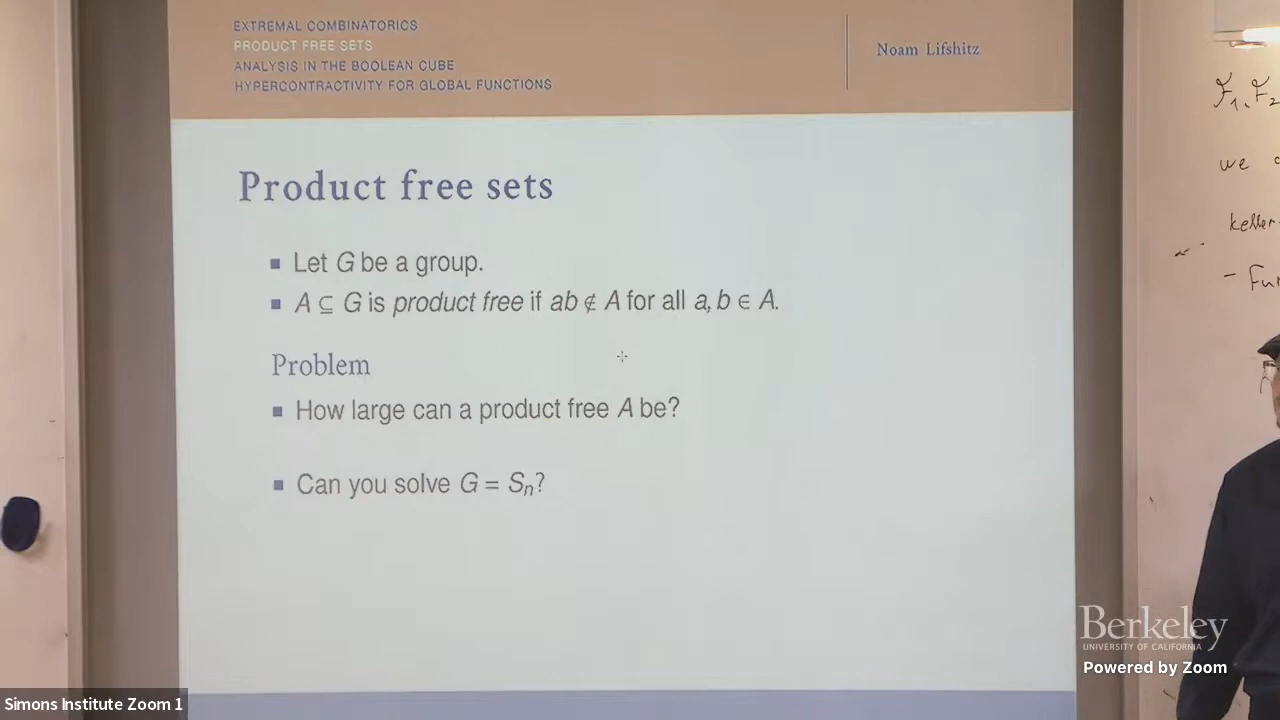 EXTREMAL COMBINATORICS
PRODUCT FREE SETS
ANALYSIS IN THE BOOLEAN CUBE
HYPERCONTRACTIVITY FOR GLOBAL FUNCTIONS
Noam Lifshitz
Product free sets
Let G be a group.
A ⊆ G is product free if ab ∉ A for all a, b ∈ A.
Problem
How large can a product free A be?
Can you solve G = Sₙ?
F₁, F₂
we
keller
Berkeley
UNIVERSITY OF CALIFORNIA
Powered by Zoom
Simons Institute Zoom 1